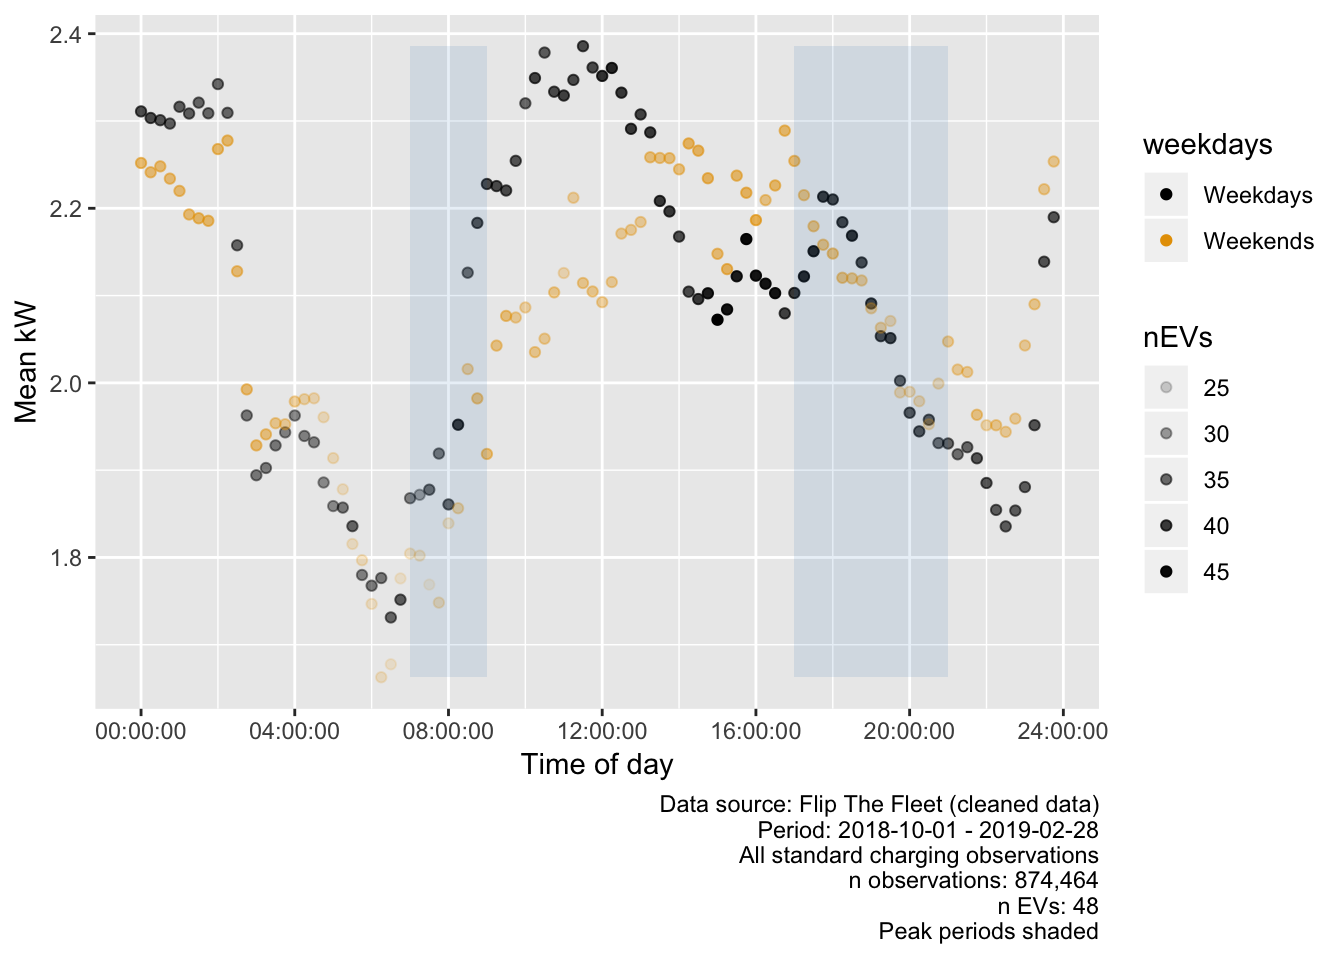 2.4
2.2
2.0
1.8
Mean kW
00:00:00 04:00:00 08:00:00 12:00:00 16:00:00 20:00:00 24:00:00
Time of day
weekdays
Weekdays
Weekends
nEVs
25
30
35
40
45
Data source: Flip The Fleet (cleaned data)
Period: 2018-10-01 - 2019-02-28
All standard charging observations
n observations: 874,464
n EVs: 48
Peak periods shaded